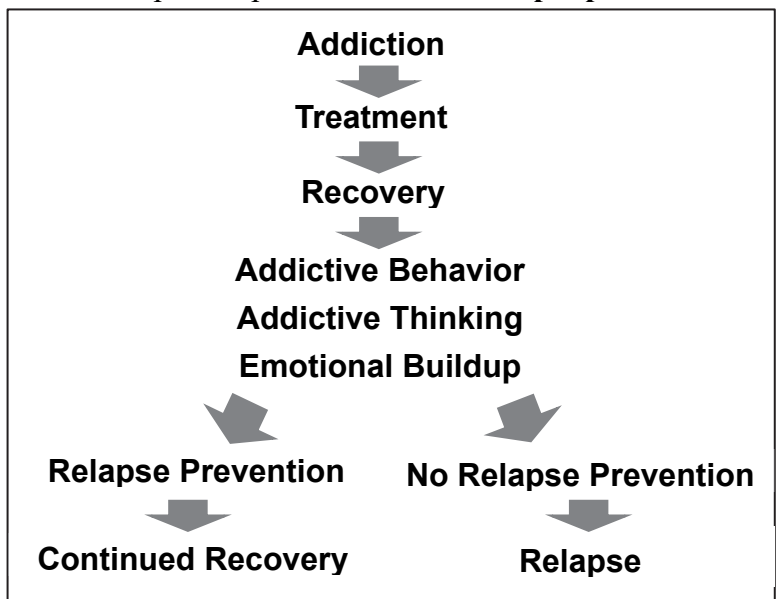 Addiction
Treatment
Recovery
Addictive Behavior
Addictive Thinking
Emotional Buildup
Relapse Prevention
No Relapse Prevention
Continued Recovery
Relapse